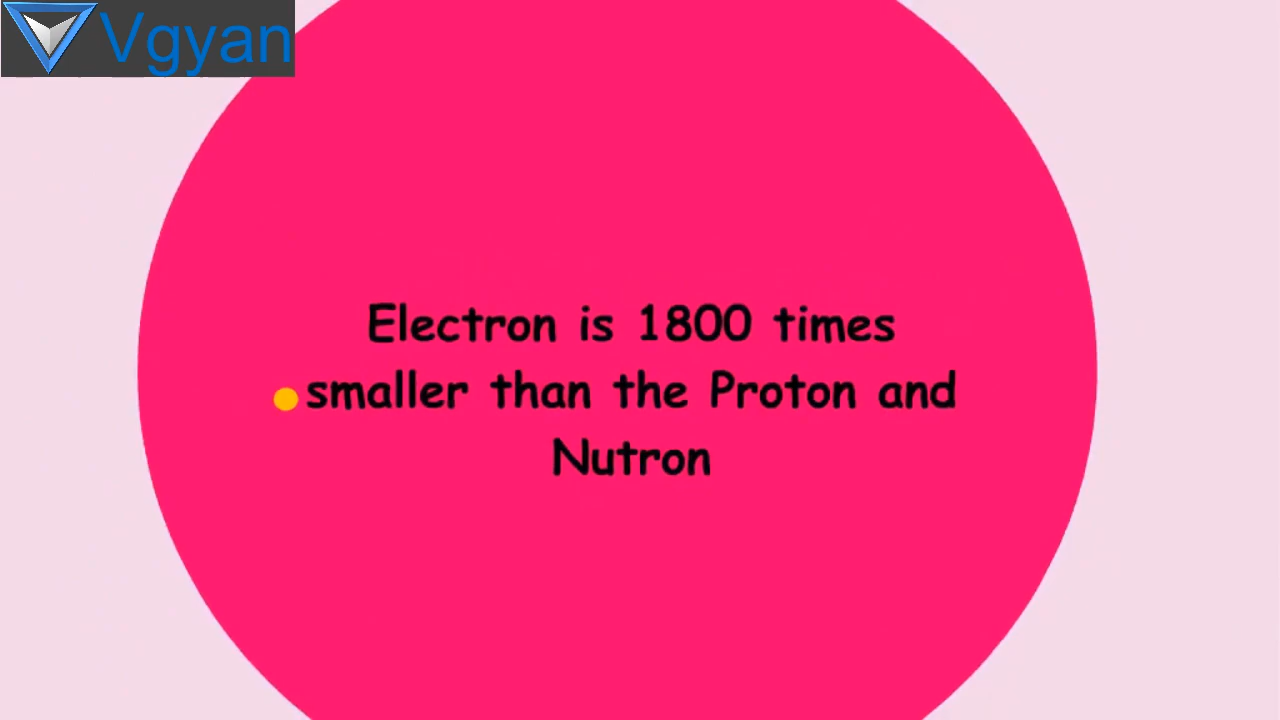 Vgyan
Electron is 1800 times
smaller than the Proton and
Nutron